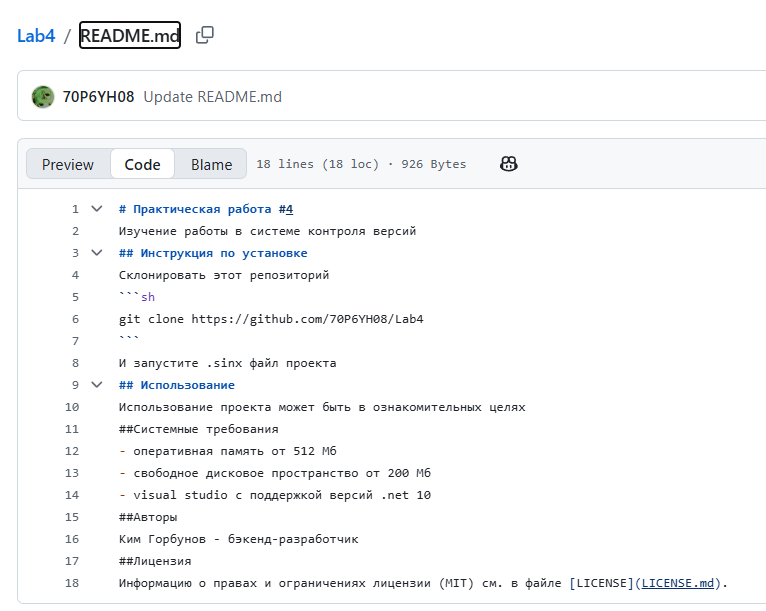 Lab4 / README.md
70P6YH08 Update README.md
Preview Code Blame 18 lines (18 loc) · 926 Bytes
1 # Практическая работа #4
2 Изучение работы в системе контроля версий
3 ## Инструкция по установке
4 Склонировать этот репозиторий
5 ```sh
6 git clone https://github.com/70P6YH08/Lab4
7 ```
8 И запустите .sinx файл проекта
9 ## Использование
10 Использование проекта может быть в ознакомительных целях
11 ##Системные требования
12 - оперативная память от 512 Мб
13 - свободное дисковое пространство от 200 Мб
14 - visual studio с поддержкой версий .net 10
15 ##Авторы
16 Ким Горбунов - бэкенд-разработчик
17 ##Лицензия
18 Информацию о правах и ограничениях лицензии (MIT) см. в файле [LICENSE](LICENSE.md).